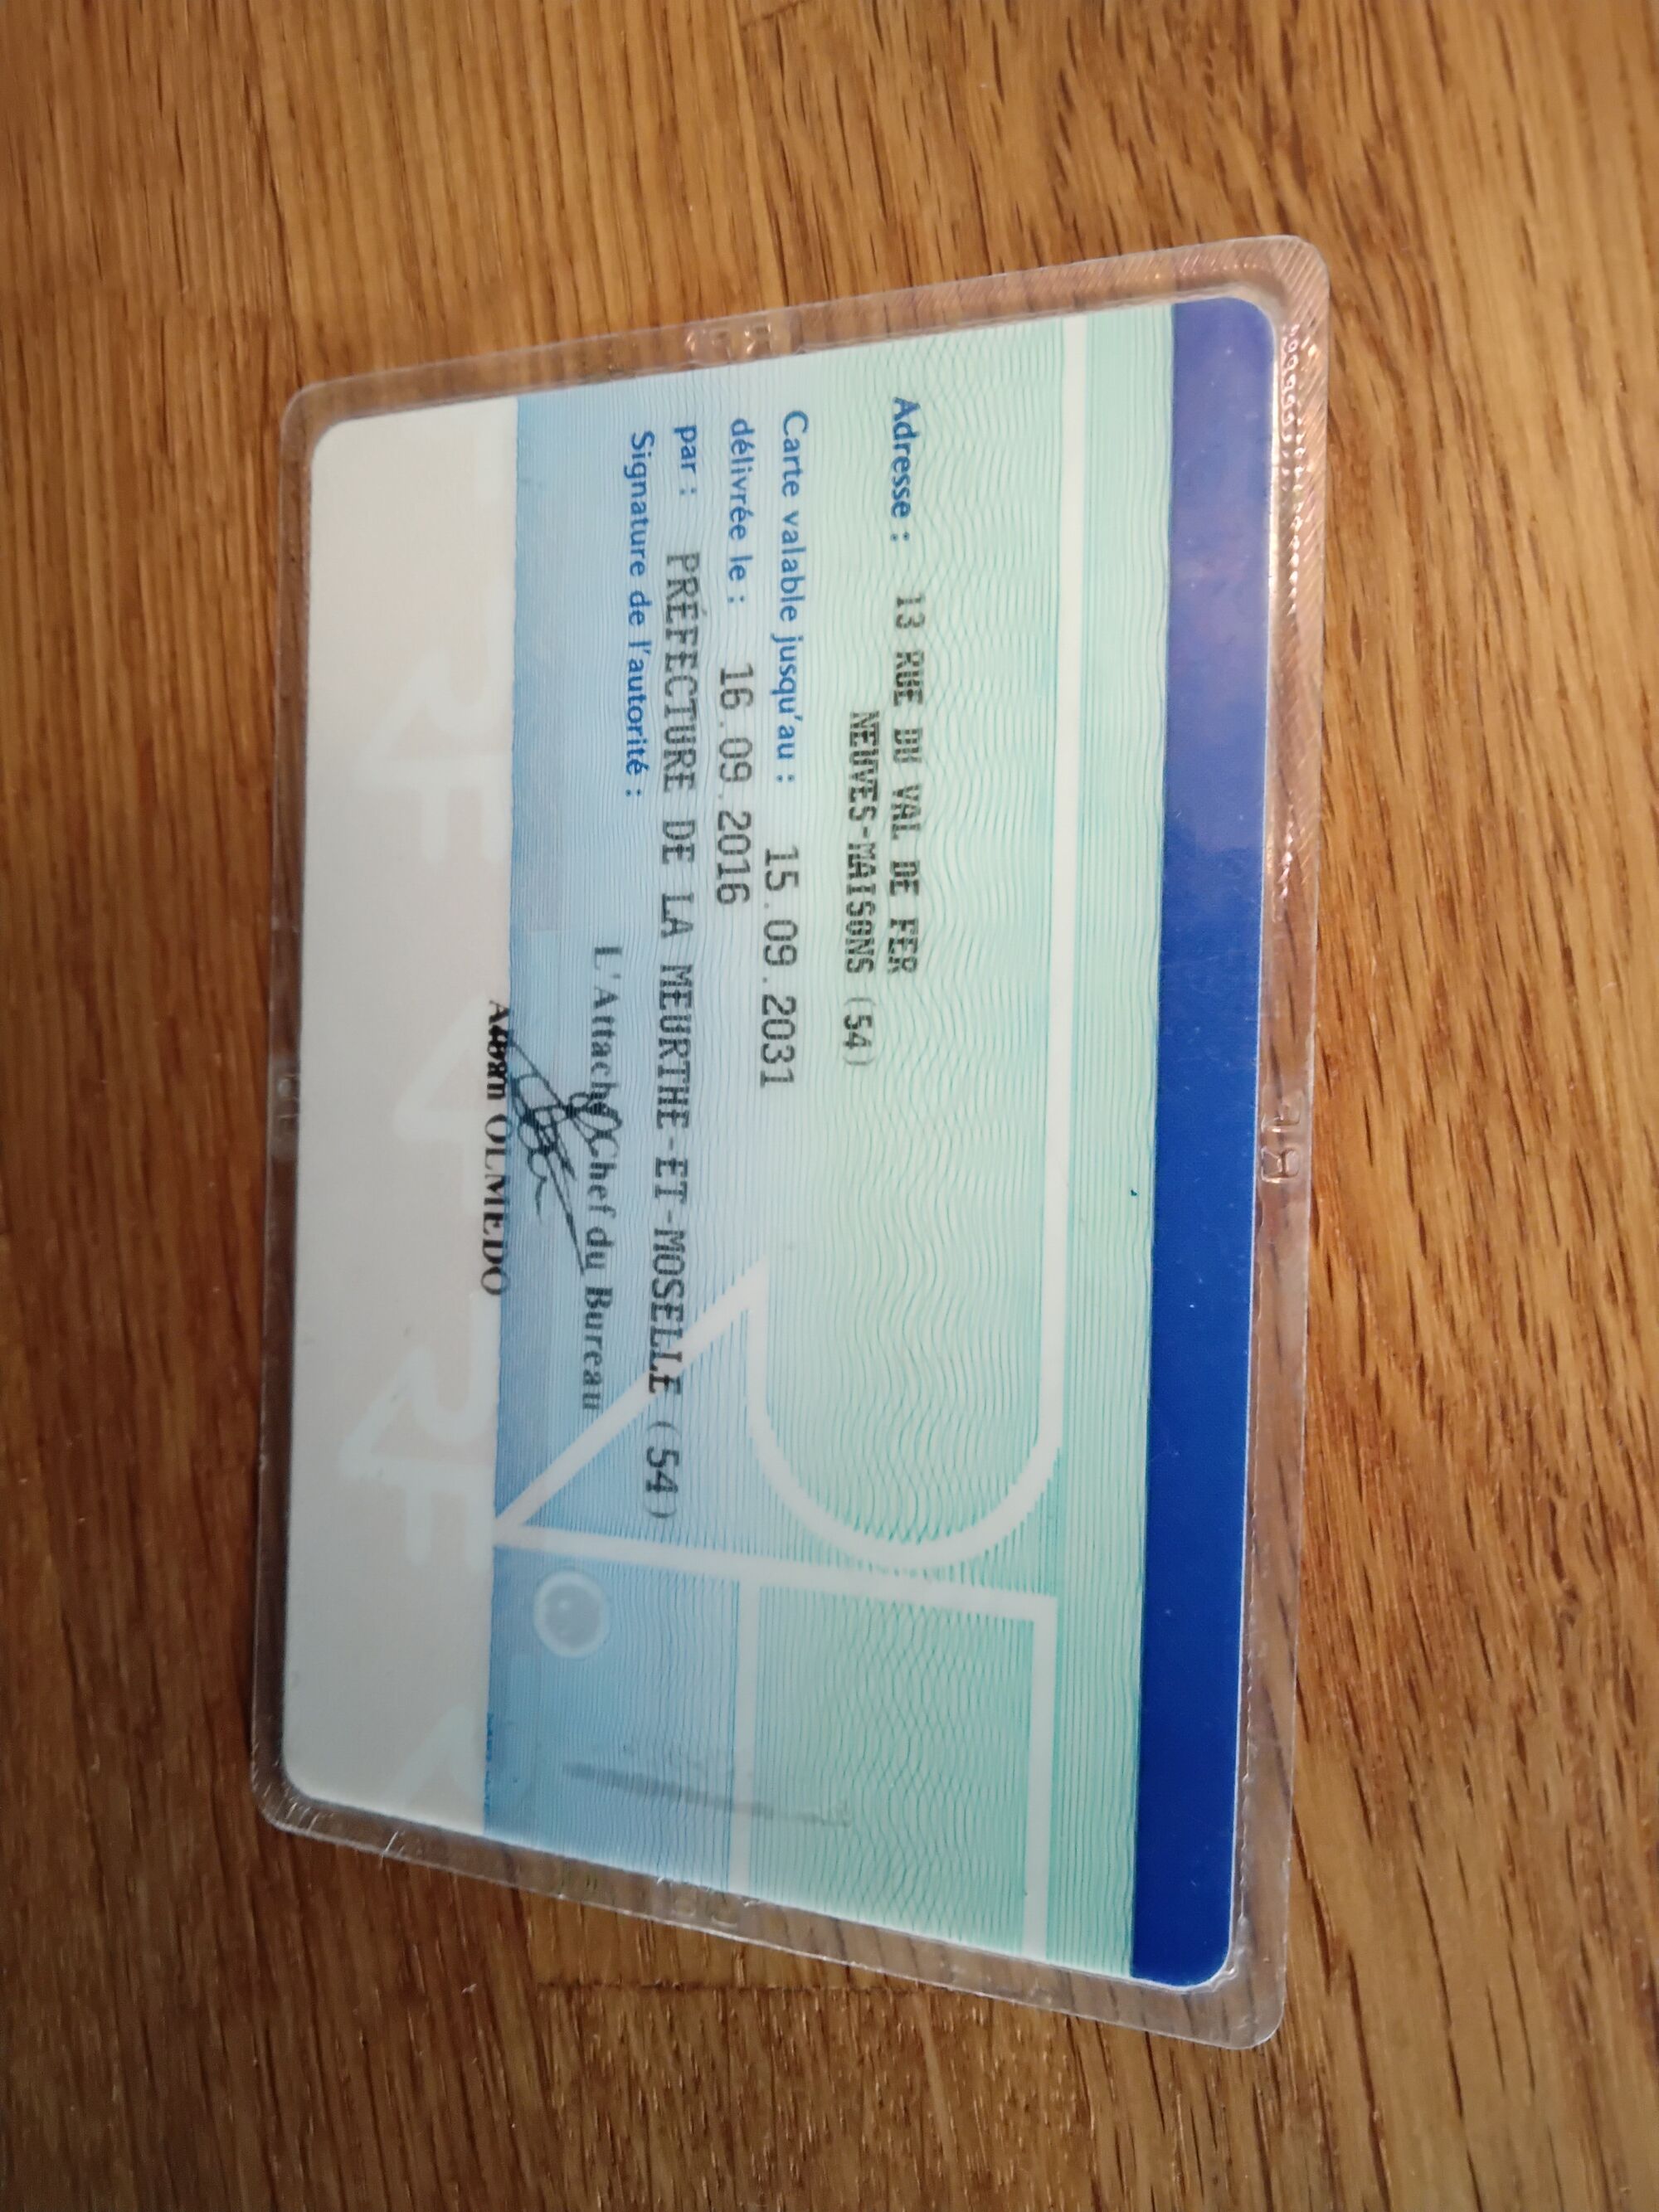 Adresse : 13 RUE DU VAL DE FER
NEUVES-MAISONS (54)
Carte valable jusqu'au : 15.09.2031
délivrée le : 16.09.2016
par : PRÉFECTURE DE LA MEURTHE-ET-MOSELLE (54)
Signature de l'autorité :
L'Attaché Chef du Bureau
OLMEDO
RF
RF